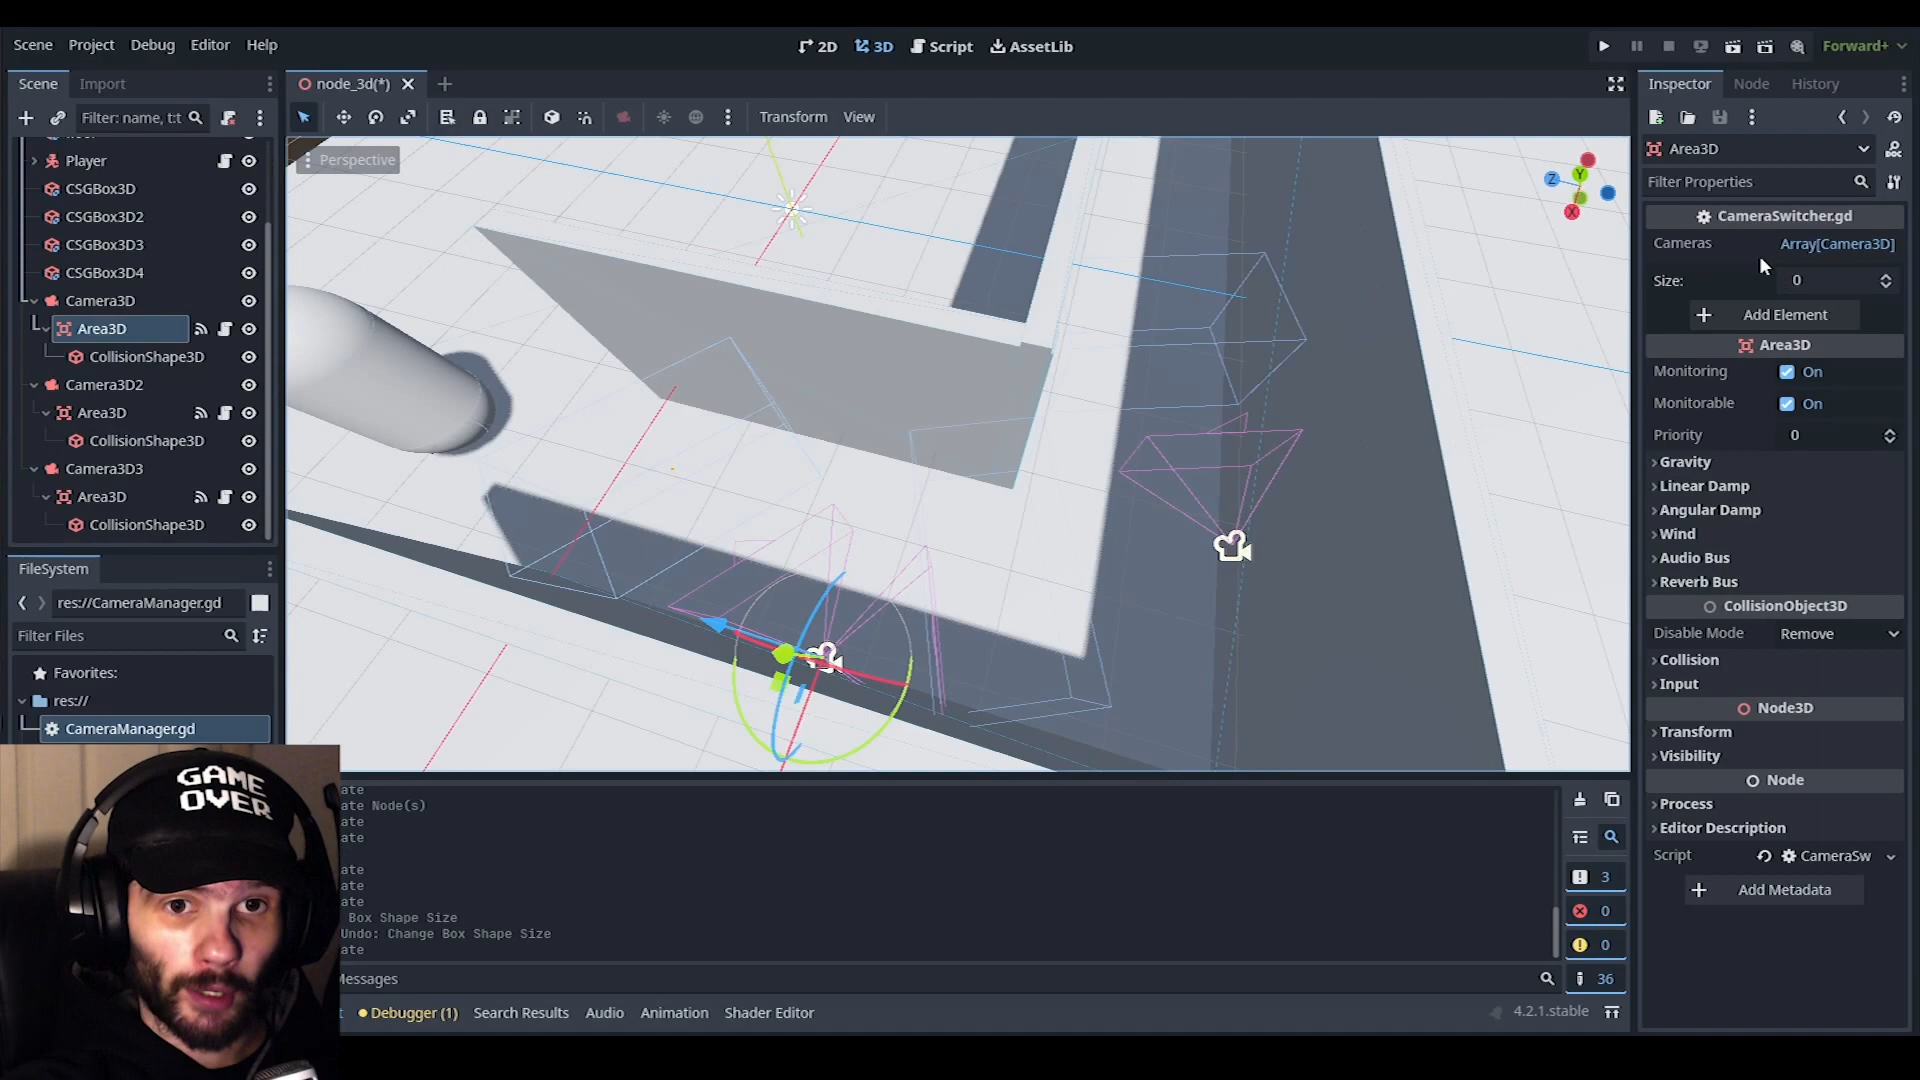 Scene Project Debug Editor Help
2D 3D Script AssetLib
Forward+
Scene Import
Filter: name, t:t
Player
CSGBox3D
CSGBox3D2
CSGBox3D3
CSGBox3D4
Camera3D
Area3D
CollisionShape3D
Camera3D2
Area3D
CollisionShape3D
Camera3D3
Area3D
CollisionShape3D
FileSystem
res://CameraManager.gd
Filter Files
Favorites:
res://
CameraManager.gd
node_3d(*)
Transform View
Perspective
Z Y X
GAME
OVER
ate
ate Node(s)
ate
ate
ate
ate
ate
Box Shape Size
Undo: Change Box Shape Size
ate
Messages
3
0
0
36
Debugger (1) Search Results Audio Animation Shader Editor
4.2.1.stable
Inspector Node History
Area3D
Filter Properties
CameraSwitcher.gd
Cameras Array[Camera3D]
Size: 0
Add Element
Area3D
Monitoring On
Monitorable On
Priority 0
Gravity
Linear Damp
Angular Damp
Wind
Audio Bus
Reverb Bus
CollisionObject3D
Disable Mode Remove
Collision
Input
Node3D
Transform
Visibility
Node
Process
Editor Description
Script CameraSw
Add Metadata